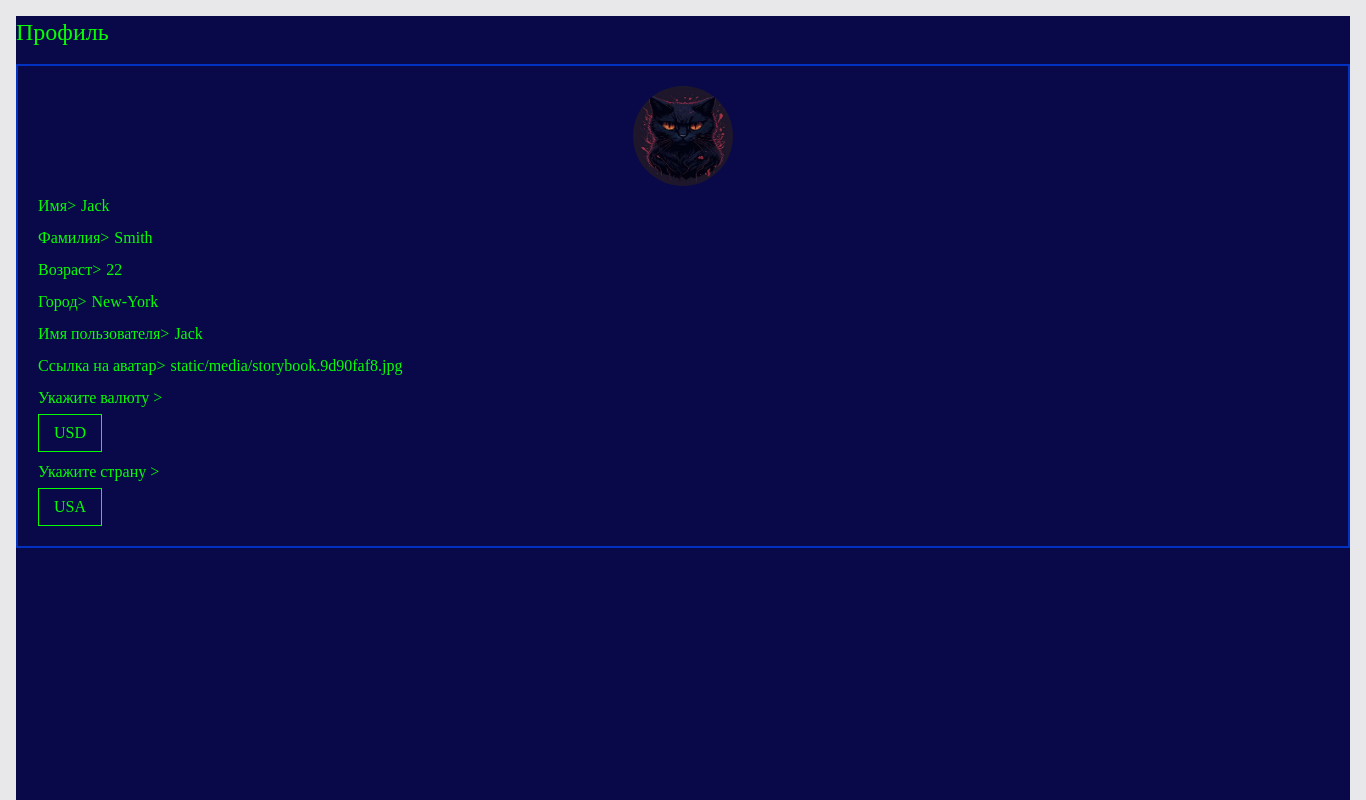 Профиль
Имя> Jack
Фамилия> Smith
Возраст> 22
Город> New-York
Имя пользователя> Jack
Ссылка на аватар> static/media/storybook.9d90faf8.jpg
Укажите валюту >
USD
Укажите страну >
USA